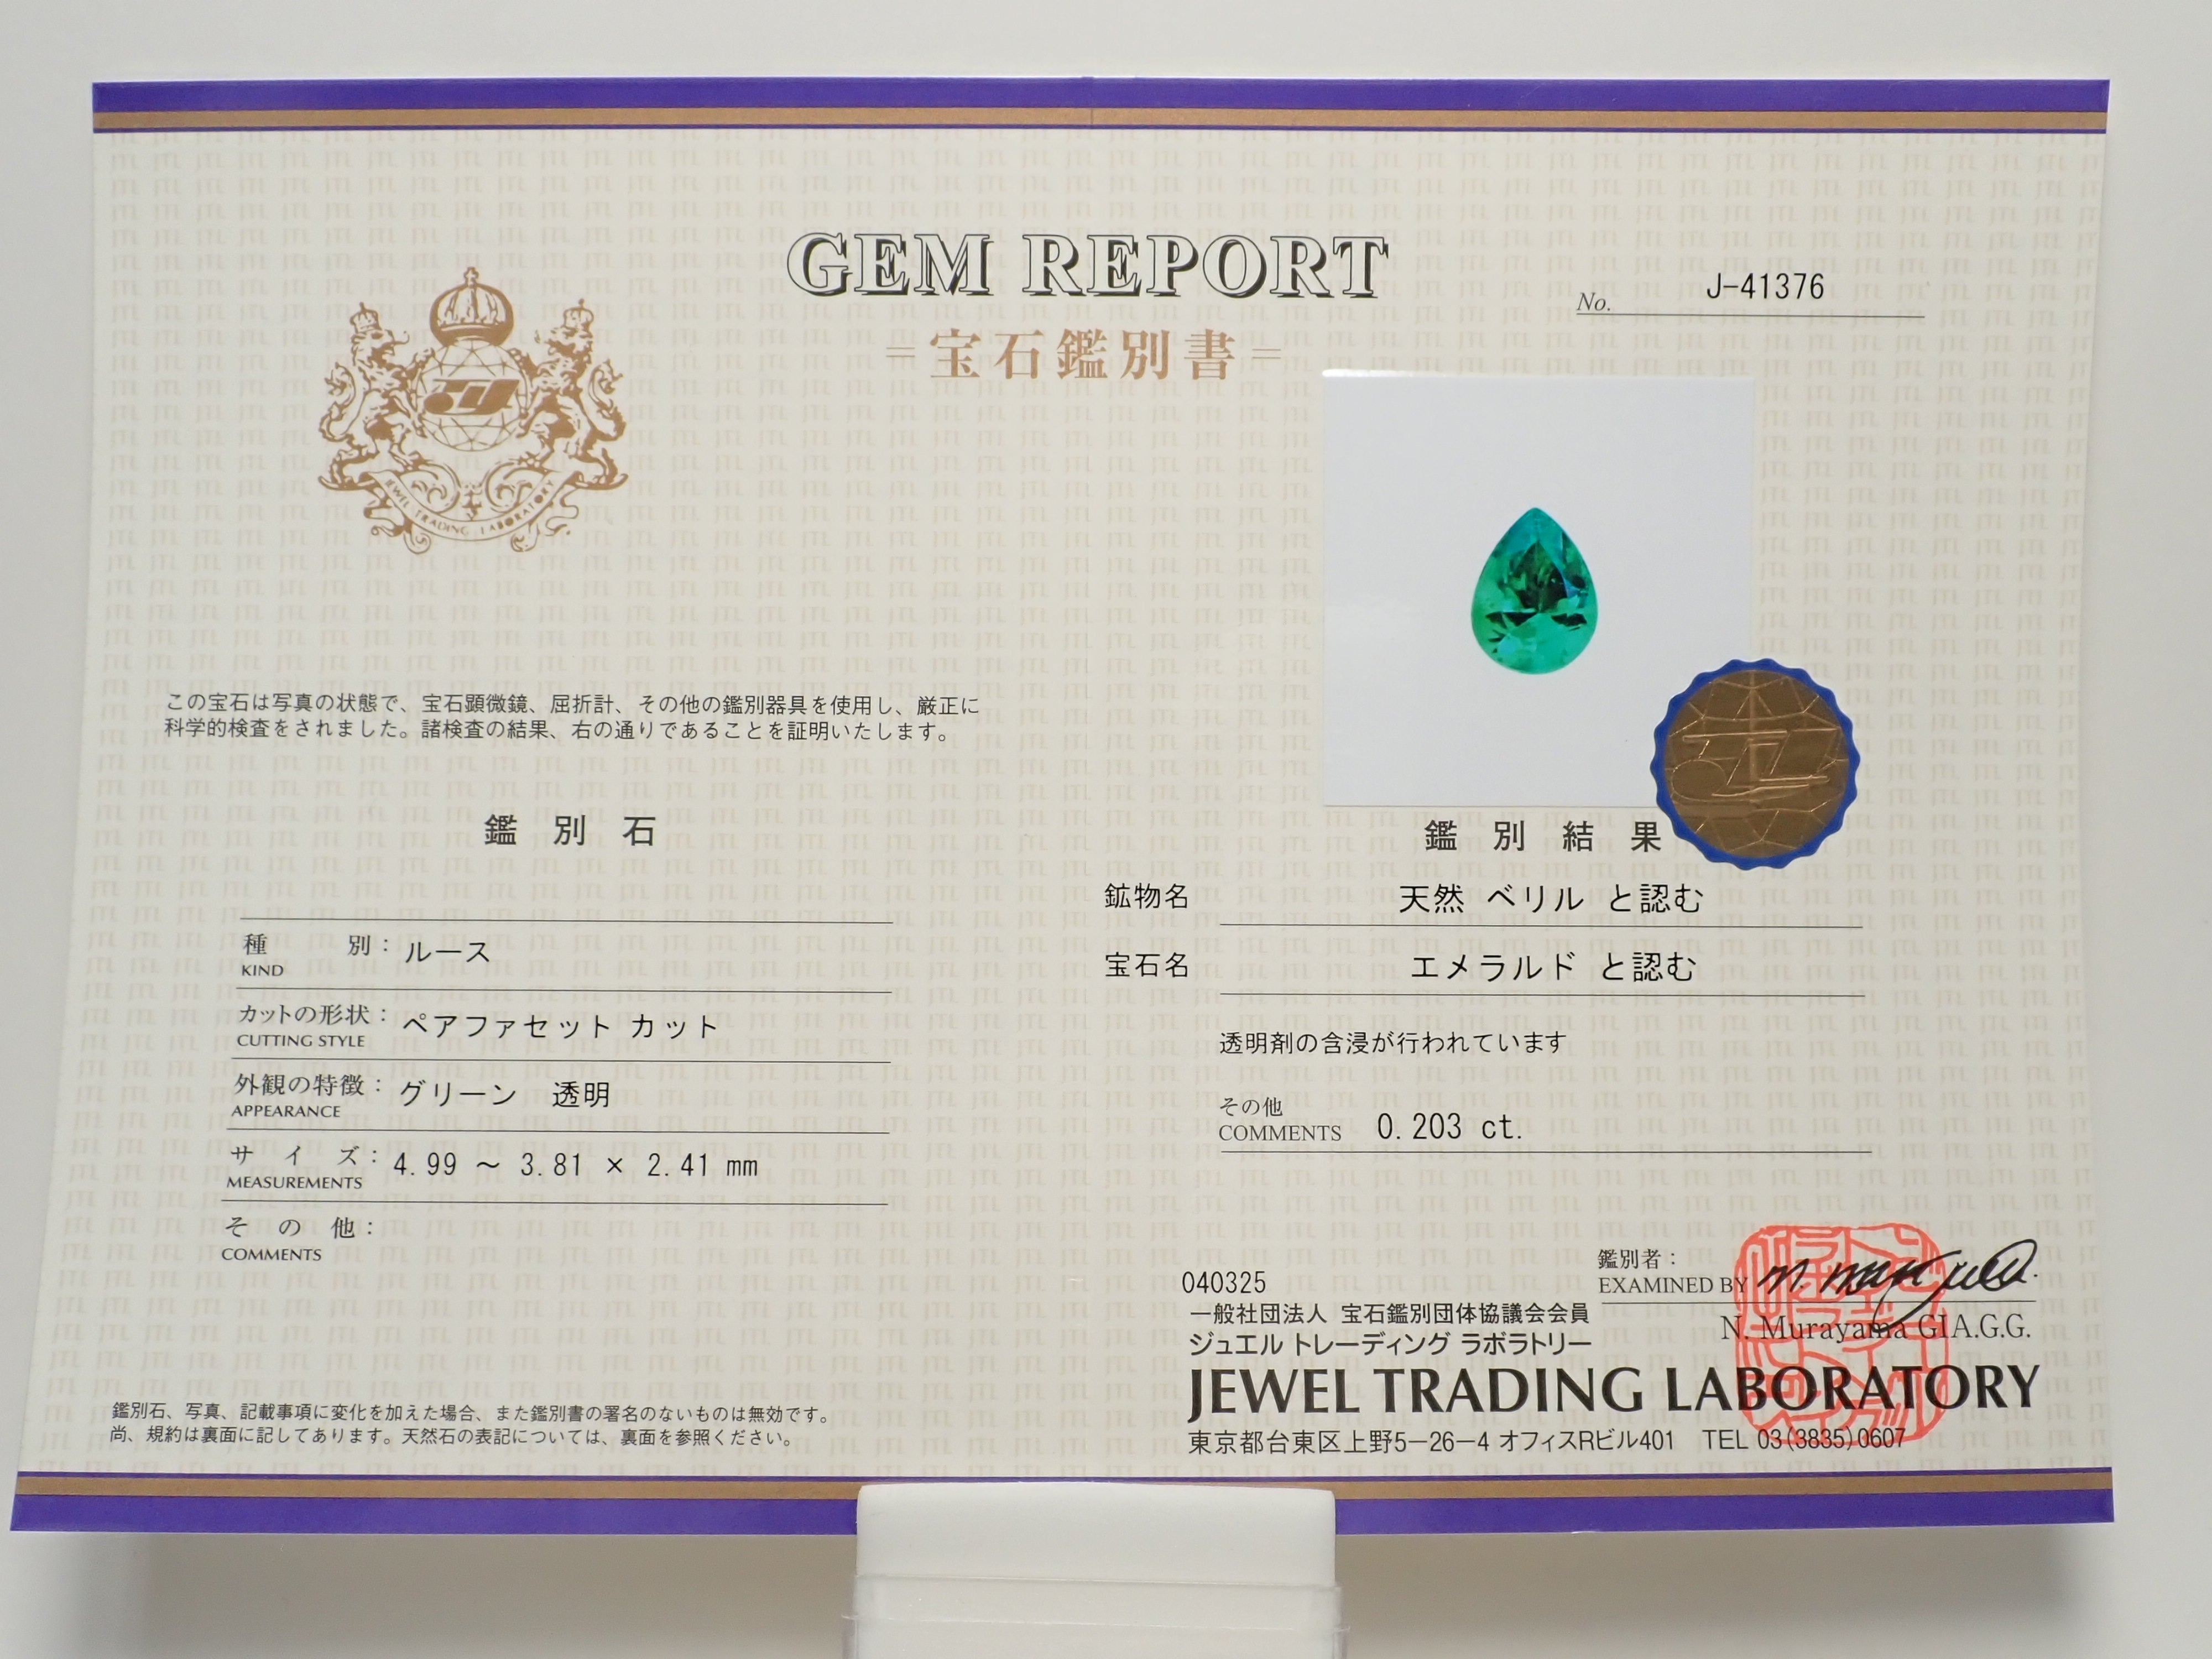 GEM REPORT
=宝石鑑別書=
No. J-41376
JEWEL TRADING LABORATORY
この宝石は写真の状態で、宝石顕微鏡、屈折計、その他の鑑別器具を使用し、厳正に
科学的検査をされました。諸検査の結果、右の通りであることを証明いたします。
鑑別石
種別: ルース
KIND
カットの形状: ペアファセット カット
CUTTING STYLE
外観の特徴: グリーン 透明
APPEARANCE
サイズ: 4.99 ～ 3.81 × 2.41 mm
MEASUREMENTS
その他:
COMMENTS
鑑別石、写真、記載事項に変化を加えた場合、また鑑別書の署名のないものは無効です。
尚、規約は裏面に記してあります。天然石の表記については、裏面を参照ください。
鑑別結果
鉱物名 天然 ベリル と認む
宝石名 エメラルド と認む
透明剤の含浸が行われています
その他
COMMENTS 0.203 ct.
鑑別者:
EXAMINED BY
N. Murayama GIA.G.G.
040325
一般社団法人 宝石鑑別団体協議会会員
ジュエル トレーディング ラボラトリー
JEWEL TRADING LABORATORY
東京都台東区上野5-26-4 オフィスRビル401 TEL 03(3835)0607